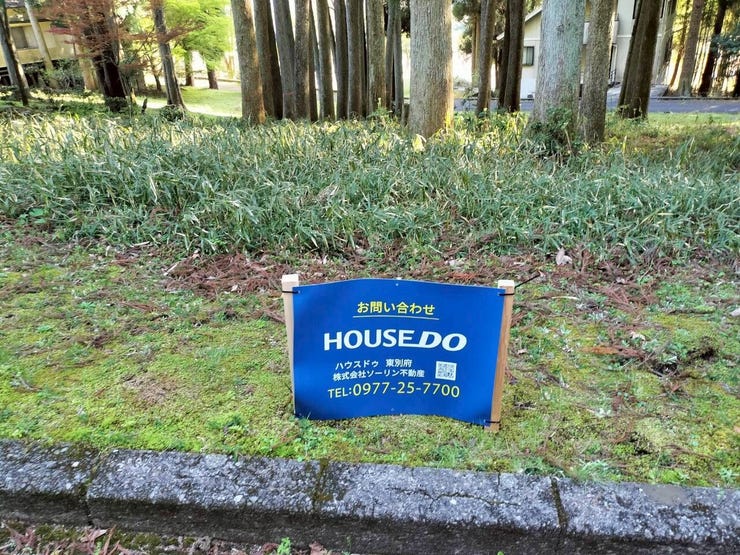 お問い合わせ
HOUSEDO
ハウスドゥ 東別府
株式会社ソーリン不動産
TEL:0977-25-7700